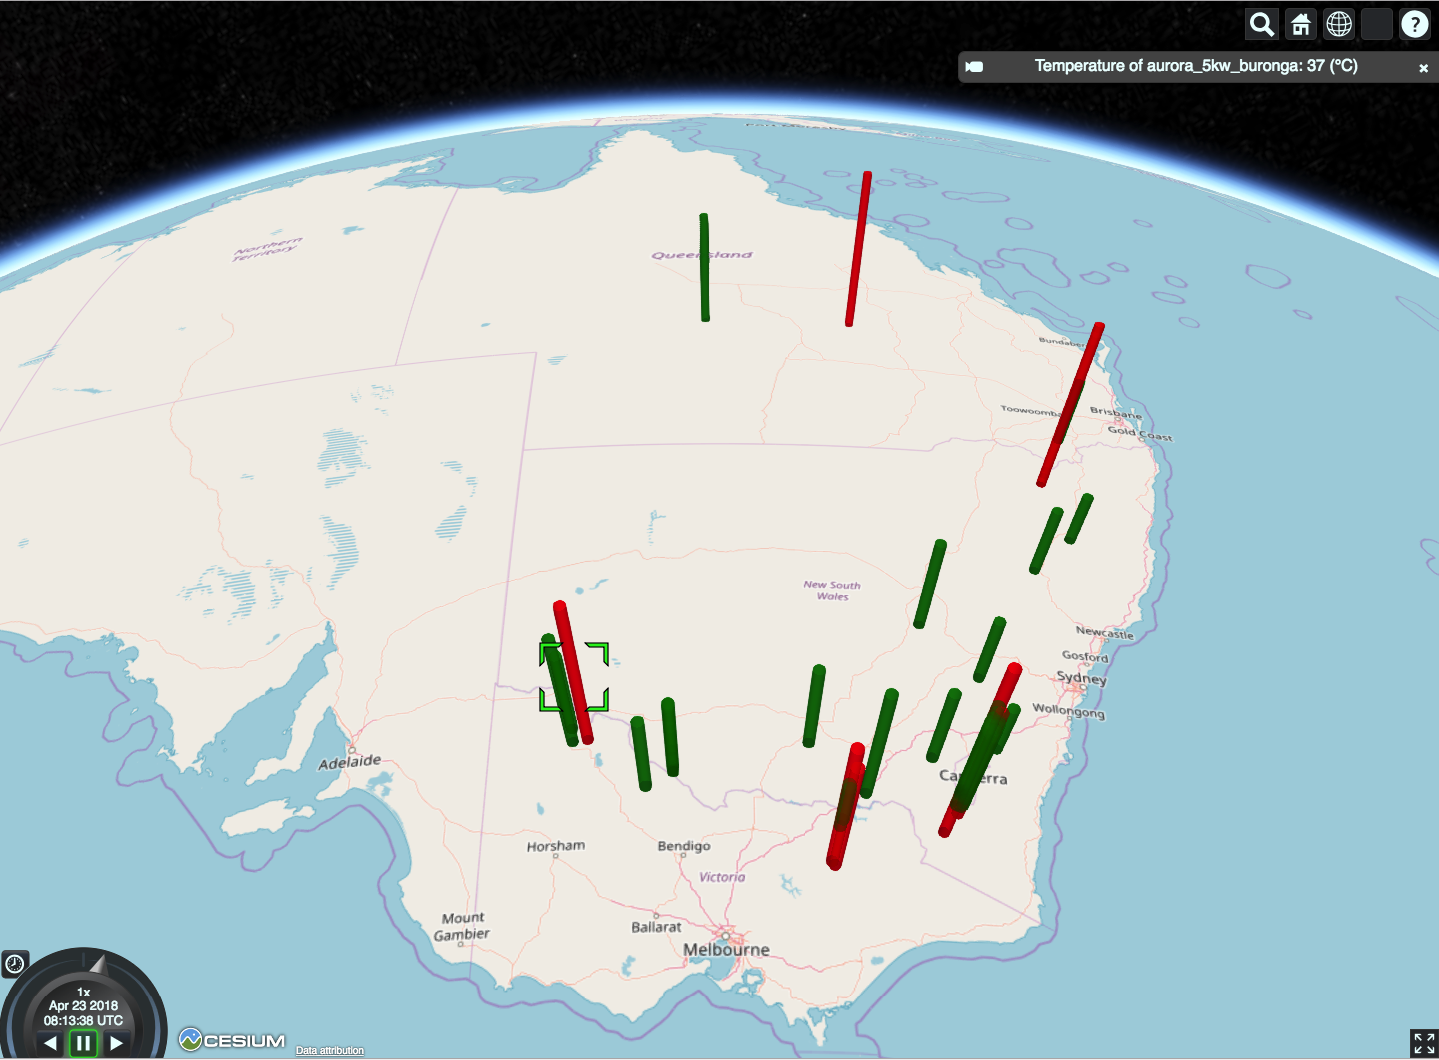 ?
Temperature of aurora_5kw_buronga: 37 (°C)
×
Port Moresby
Northern
Territory
Queensland
Bundaberg
Toowoomba
Brisbane
Gold Coast
New South
Wales
Newcastle
Gosford
Sydney
Wollongong
Adelaide
Canberra
Horsham
Bendigo
Victoria
Mount
Gambier
Ballarat
Melbourne
1x
Apr 23 2018
08:13:38 UTC
CESIUM
Data attribution